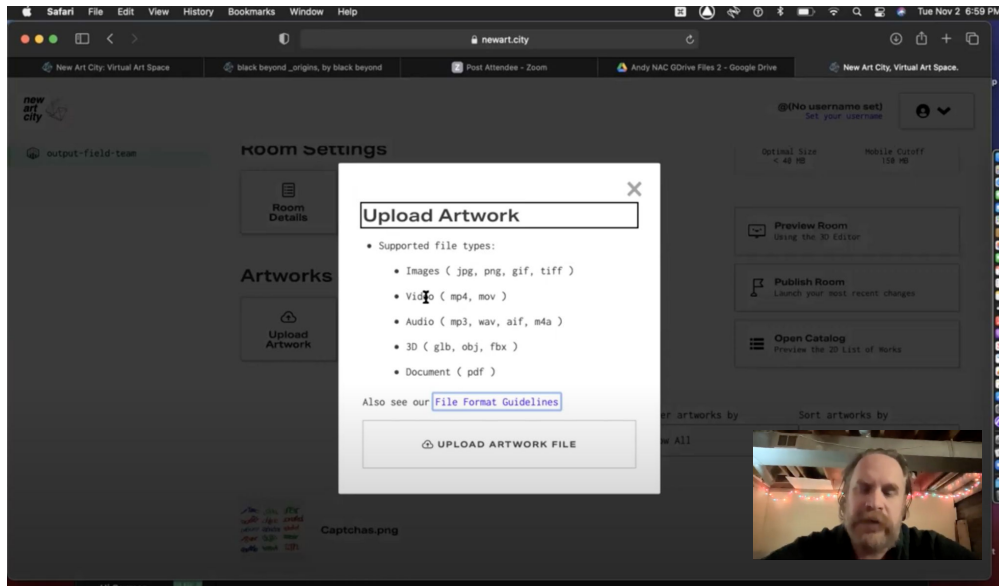 Safari File Edit View History Bookmarks Window Help Tue Nov 2 6:59 PM
newart.city
New Art City: Virtual Art Space black beyond _origins, by black beyond Post Attendee - Zoom Andy NAC GDrive Files 2 - Google Drive New Art City, Virtual Art Space.
new
art
city
@(No username set)
Set your username
output-field-team
Room Settings
Optimal Size Mobile Cutoff
< 40 MB 150 MB
Room
Details
Preview Room
Using the 3D Editor
Publish Room
Launch your most recent changes
Open Catalog
Preview the 2D List of Works
Artworks
Upload
Artwork
Upload Artwork
Supported file types:
Images ( jpg, png, gif, tiff )
Video ( mp4, mov )
Audio ( mp3, wav, aif, m4a )
3D ( glb, obj, fbx )
Document ( pdf )
Also see our File Format Guidelines
UPLOAD ARTWORK FILE
er artworks by Sort artworks by
w All
Captchas.png